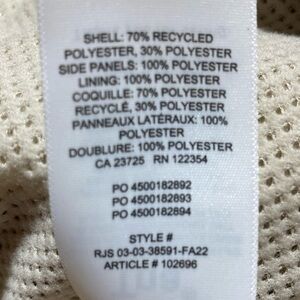 SHELL: 70% RECYCLED
POLYESTER, 30% POLYESTER
SIDE PANELS: 100% POLYESTER
LINING: 100% POLYESTER
COQUILLE: 70% POLYESTER
RECYCLÉ, 30% POLYESTER
PANNEAUX LATÉRAUX: 100%
POLYESTER
DOUBLURE: 100% POLYESTER
CA 23725 RN 122354
PO 4500182892
PO 4500182893
PO 4500182894
STYLE #
RJS 03-03-38591-FA22
ARTICLE # 102696